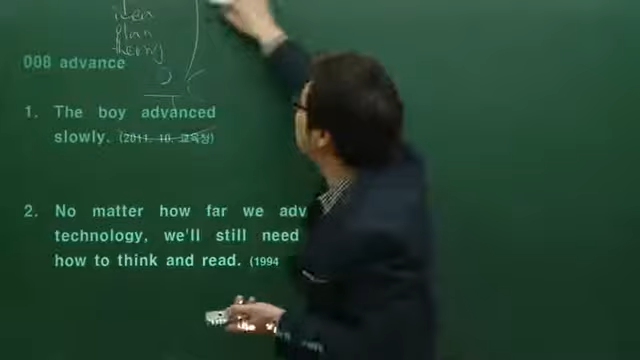 idea
plan
theory
008 advance
1. The boy advanced
slowly. (2011. 10. 교육청)
2. No matter how far we adv
technology, we'll still need
how to think and read. (1994